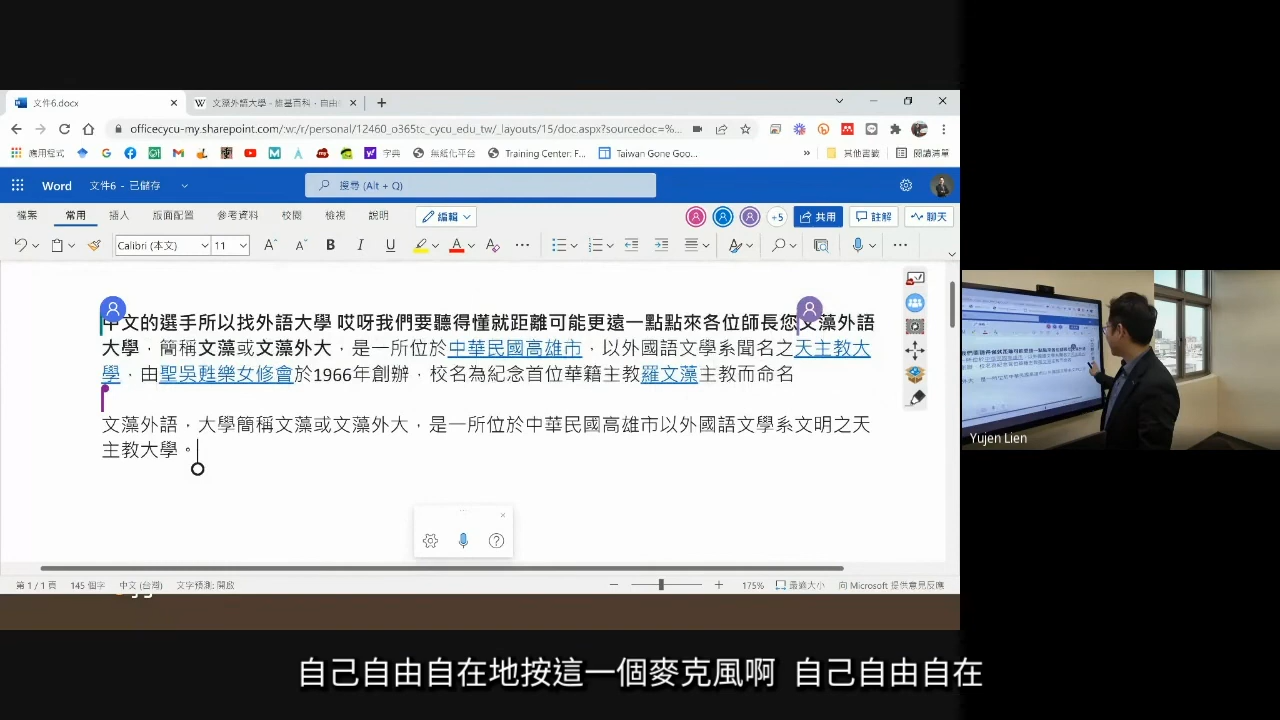 文件6.docx
文藻外語大學 - 維基百科，自由
officecycu-my.sharepoint.com/:w:/r/personal/12460_o365tc_cycu_edu_tw/_layouts/15/doc.aspx?sourcedoc=%...
應用程式 字典 無紙化平台 Training Center: F... Taiwan Gone Goo... » 其他書籤 閱讀清單
Word 文件6 - 已儲存 搜尋 (Alt + Q)
檔案 常用 插入 版面配置 參考資料 校閱 檢視 說明 編輯 +5 共用 註解 聊天
Calibri (本文) 11 B I U A
中文的選手所以找外語大學 哎呀我們要聽得懂就距離可能更遠一點點來各位師長您文藻外語
大學，簡稱文藻或文藻外大，是一所位於中華民國高雄市，以外國語文學系聞名之天主教大
學，由聖吳甦樂女修會於1966年創辦，校名為紀念首位華籍主教羅文藻主教而命名
文藻外語，大學簡稱文藻或文藻外大，是一所位於中華民國高雄市以外國語文學系文明之天
主教大學。
第 1 / 1 頁 145 個字 中文 (台灣) 文字預測: 開啟 175% 最適大小 向 Microsoft 提供意見反應
Yujen Lien
自己自由自在地按這一個麥克風啊 自己自由自在